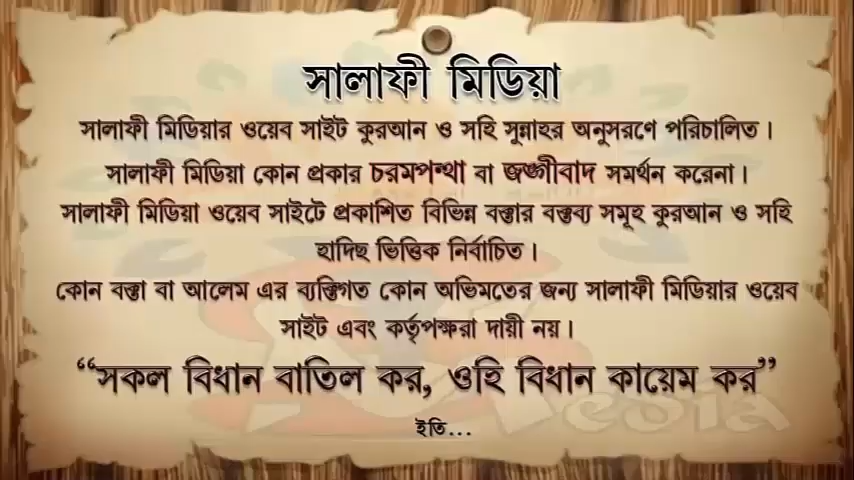 সালাফী মিডিয়া
সালাফী মিডিয়ার ওয়েব সাইট কুরআন ও সহি সুন্নাহর অনুসরণে পরিচালিত।
সালাফী মিডিয়া কোন প্রকার চরমপন্থা বা জঙ্গীবাদ সমর্থন করেনা।
সালাফী মিডিয়া ওয়েব সাইটে প্রকাশিত বিভিন্ন বক্তার বক্তব্য সমূহ কুরআন ও সহি
হাদিছ ভিত্তিক নির্বাচিত।
কোন বক্তা বা আলেম এর ব্যক্তিগত কোন অভিমতের জন্য সালাফী মিডিয়ার ওয়েব
সাইট এবং কর্তৃপক্ষরা দায়ী নয়।
“সকল বিধান বাতিল কর, ওহি বিধান কায়েম কর”
ইতি...